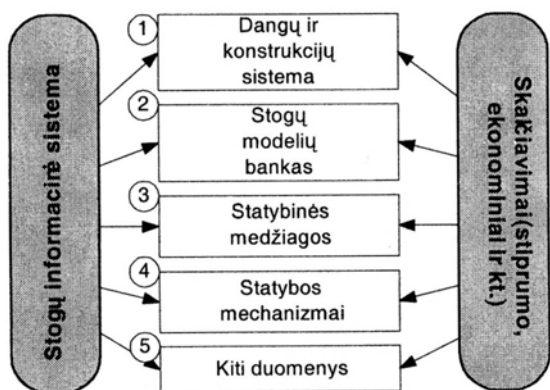 Stogų informacinė sistema
1
Dangų ir
konstrukcijų
sistema
2
Stogų
modelių
bankas
3
Statybinės
medžiagos
4
Statybos
mechanizmai
5
Kiti duomenys
Skaičiavimai (stiprumo,
ekonominiai ir kt.)